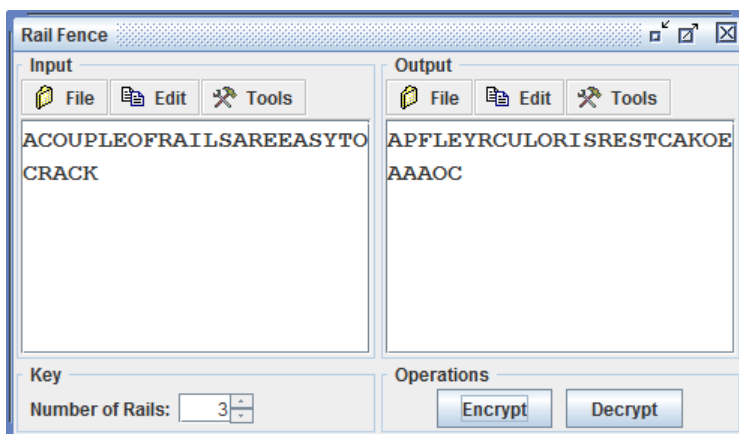 Rail Fence
Input
File Edit Tools
ACOUPLEOFRAILSAREEASYTO
CRACK
Output
File Edit Tools
APFLEYRCULORISRESTCAKOE
AAAOC
Key
Number of Rails: 3
Operations
Encrypt Decrypt